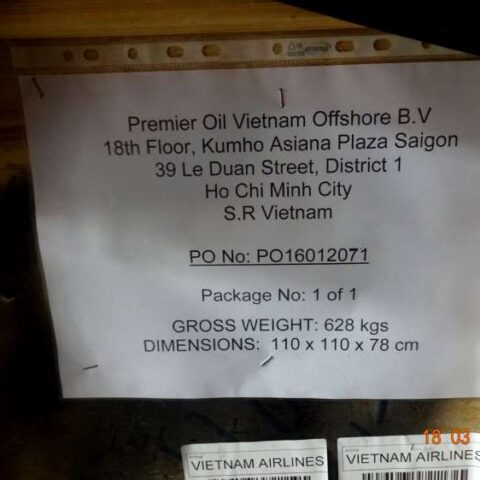 Premier Oil Vietnam Offshore B.V
18th Floor, Kumho Asiana Plaza Saigon
39 Le Duan Street, District 1
Ho Chi Minh City
S.R Vietnam
PO No: PO16012071
Package No: 1 of 1
GROSS WEIGHT: 628 kgs
DIMENSIONS: 110 x 110 x 78 cm
18 03
VIETNAM AIRLINES
VIETNAM AIRLINES